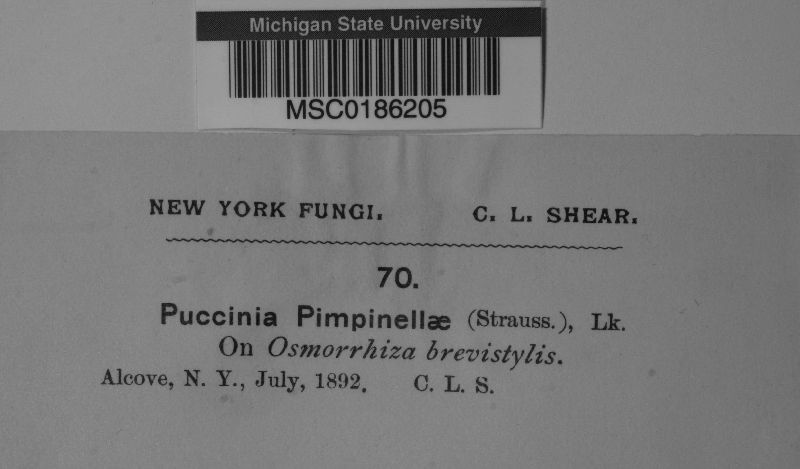 Michigan State University
MSC0186205
NEW YORK FUNGI. C. L. SHEAR.
70.
Puccinia Pimpinellæ (Strauss.), Lk.
On Osmorrhiza brevistylis.
Alcove, N. Y., July, 1892. C. L. S.